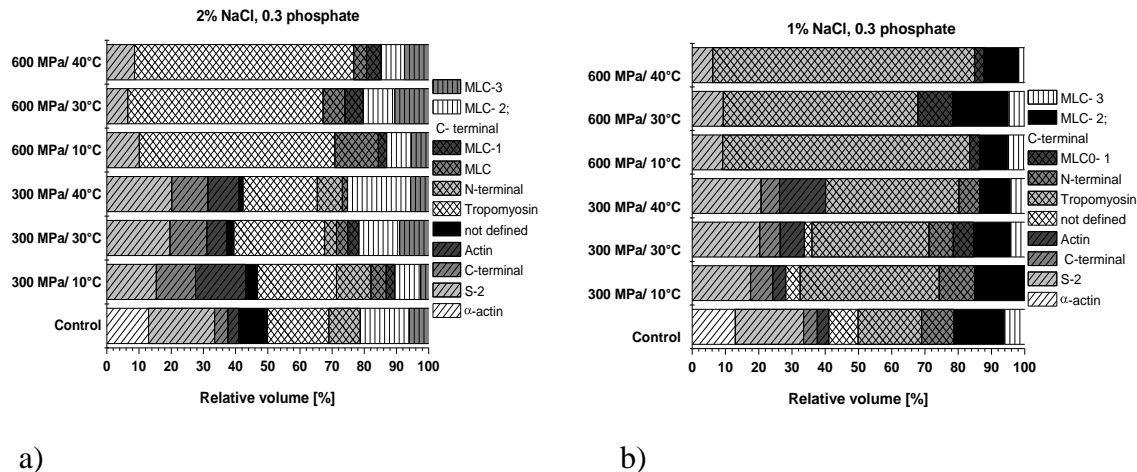 2% NaCl, 0.3 phosphate
600 MPa/ 40°C
600 MPa/ 30°C
600 MPa/ 10°C
300 MPa/ 40°C
300 MPa/ 30°C
300 MPa/ 10°C
Control
0 10 20 30 40 50 60 70 80 90 100
Relative volume [%]
MLC-3
MLC- 2;
C- terminal
MLC-1
MLC
N-terminal
Tropomyosin
not defined
Actin
C-terminal
S-2
α-actin
a)
1% NaCl, 0.3 phosphate
600 MPa/ 40°C
600 MPa/ 30°C
600 MPa/ 10°C
300 MPa/ 40°C
300 MPa/ 30°C
300 MPa/ 10°C
Control
0 10 20 30 40 50 60 70 80 90 100
Relative volume [%]
MLC- 3
MLC- 2;
C-terminal
MLC0- 1
N-terminal
Tropomyosin
not defined
Actin
C-terminal
S-2
α-actin
b)